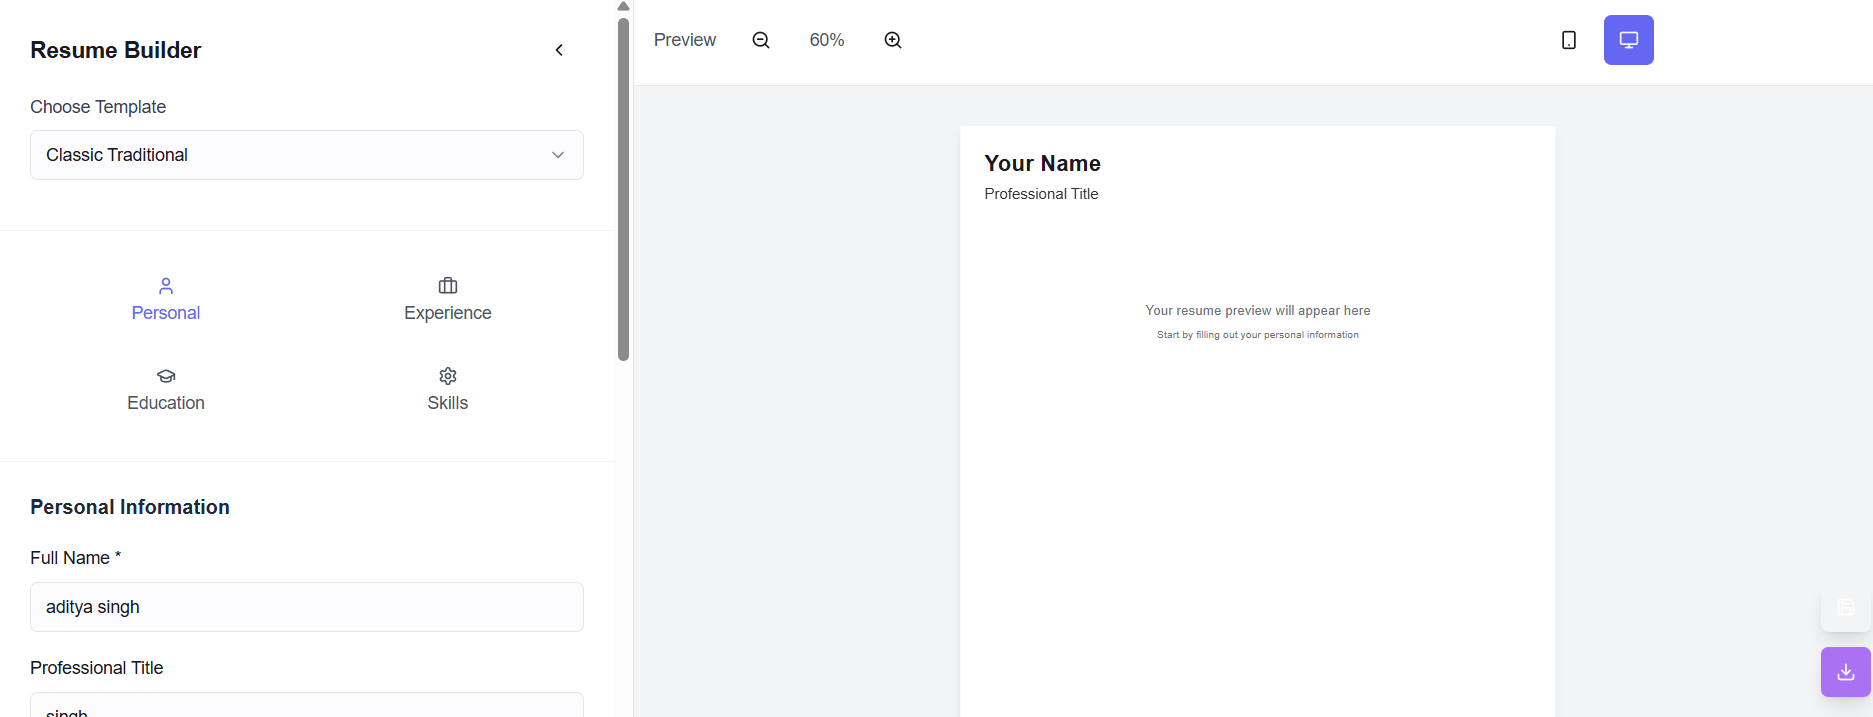 Resume Builder
Choose Template
Classic Traditional
Personal
Experience
Education
Skills
Personal Information
Full Name *
aditya singh
Professional Title
singh
Preview
60%
Your Name
Professional Title
Your resume preview will appear here
Start by filling out your personal information